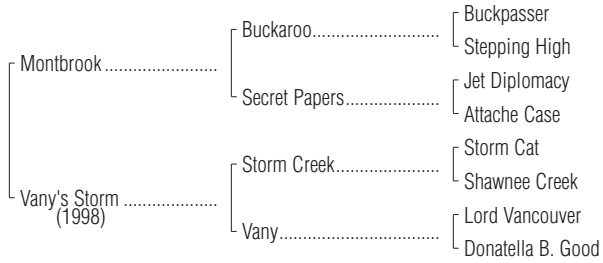 Buckpasser
Buckaroo......................
Stepping High
Montbrook ......................
Jet Diplomacy
Secret Papers..................
Attache Case
Storm Cat
Storm Creek....................
Shawnee Creek
Vany's Storm ..................
(1998)
Lord Vancouver
Vany...............................
Donatella B. Good